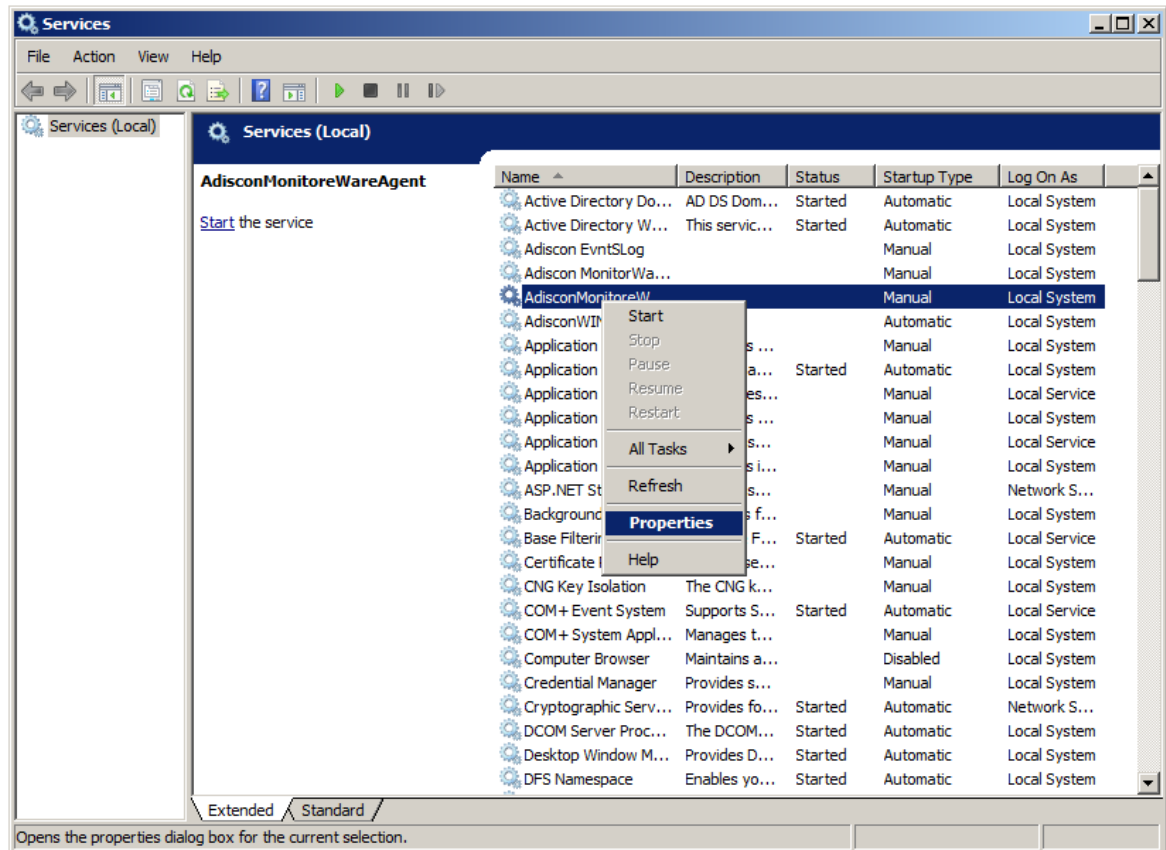 Services
File Action View Help
Services (Local)
Services (Local)
AdisconMonitoreWareAgent
Start the service
Name Description Status Startup Type Log On As
Active Directory Do... AD DS Dom... Started Automatic Local System
Active Directory W... This servic... Started Automatic Local System
Adiscon EvntSLog Manual Local System
Adiscon MonitorWa... Manual Local System
AdisconMonitoreW Manual Local System
AdisconWIN Automatic Local System
Application s ... Manual Local System
Application a... Started Automatic Local System
Application es... Manual Local Service
Application s ... Manual Local System
Application s... Manual Local Service
Application s i... Manual Local System
ASP.NET St s... Manual Network S...
Background s f... Manual Local System
Base Filterin F... Started Automatic Local Service
Certificate se... Manual Local System
CNG Key Isolation The CNG k... Manual Local System
COM+ Event System Supports S... Started Automatic Local Service
COM+ System Appl... Manages t... Manual Local System
Computer Browser Maintains a... Disabled Local System
Credential Manager Provides s... Manual Local System
Cryptographic Serv... Provides fo... Started Automatic Network S...
DCOM Server Proc... The DCOM... Started Automatic Local System
Desktop Window M... Provides D... Started Automatic Local System
DFS Namespace Enables yo... Started Automatic Local System
Start
Stop
Pause
Resume
Restart
All Tasks
Refresh
Properties
Help
Extended Standard
Opens the properties dialog box for the current selection.